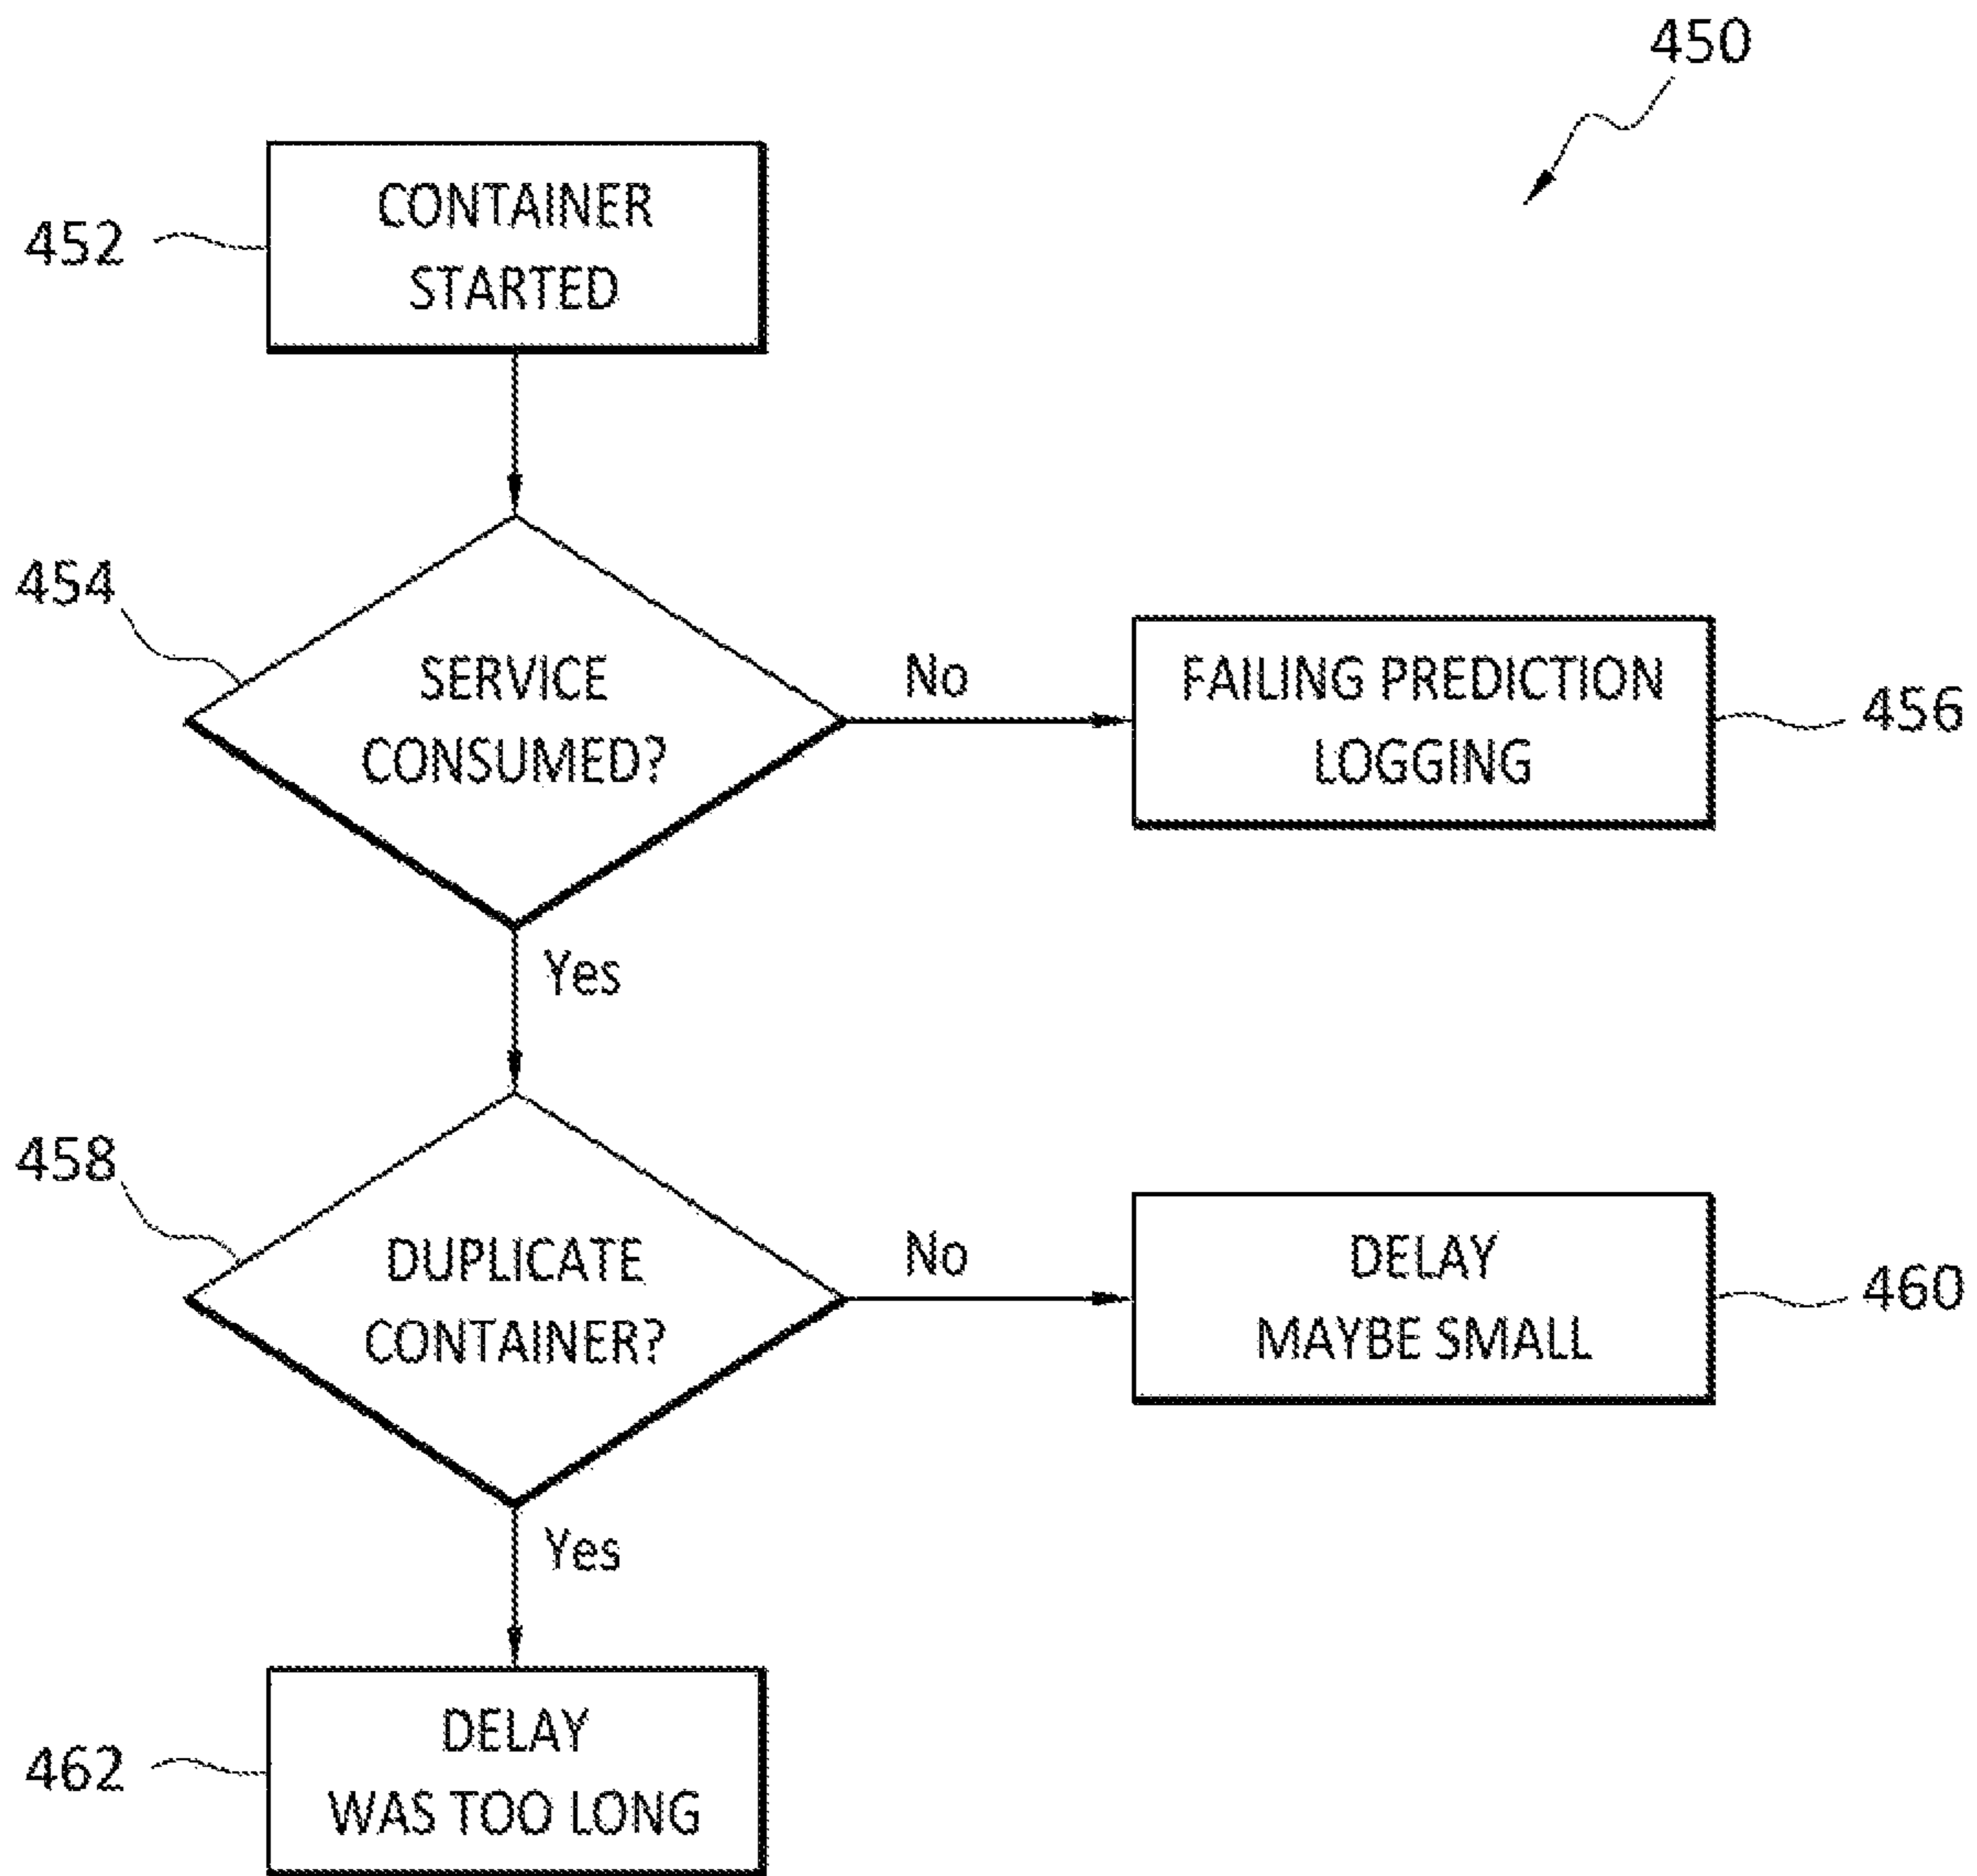 450
452
CONTAINER
STARTED
454
SERVICE
CONSUMED?
No
FAILING PREDICTION
LOGGING
456
Yes
458
DUPLICATE
CONTAINER?
No
DELAY
MAYBE SMALL
460
Yes
462
DELAY
WAS TOO LONG